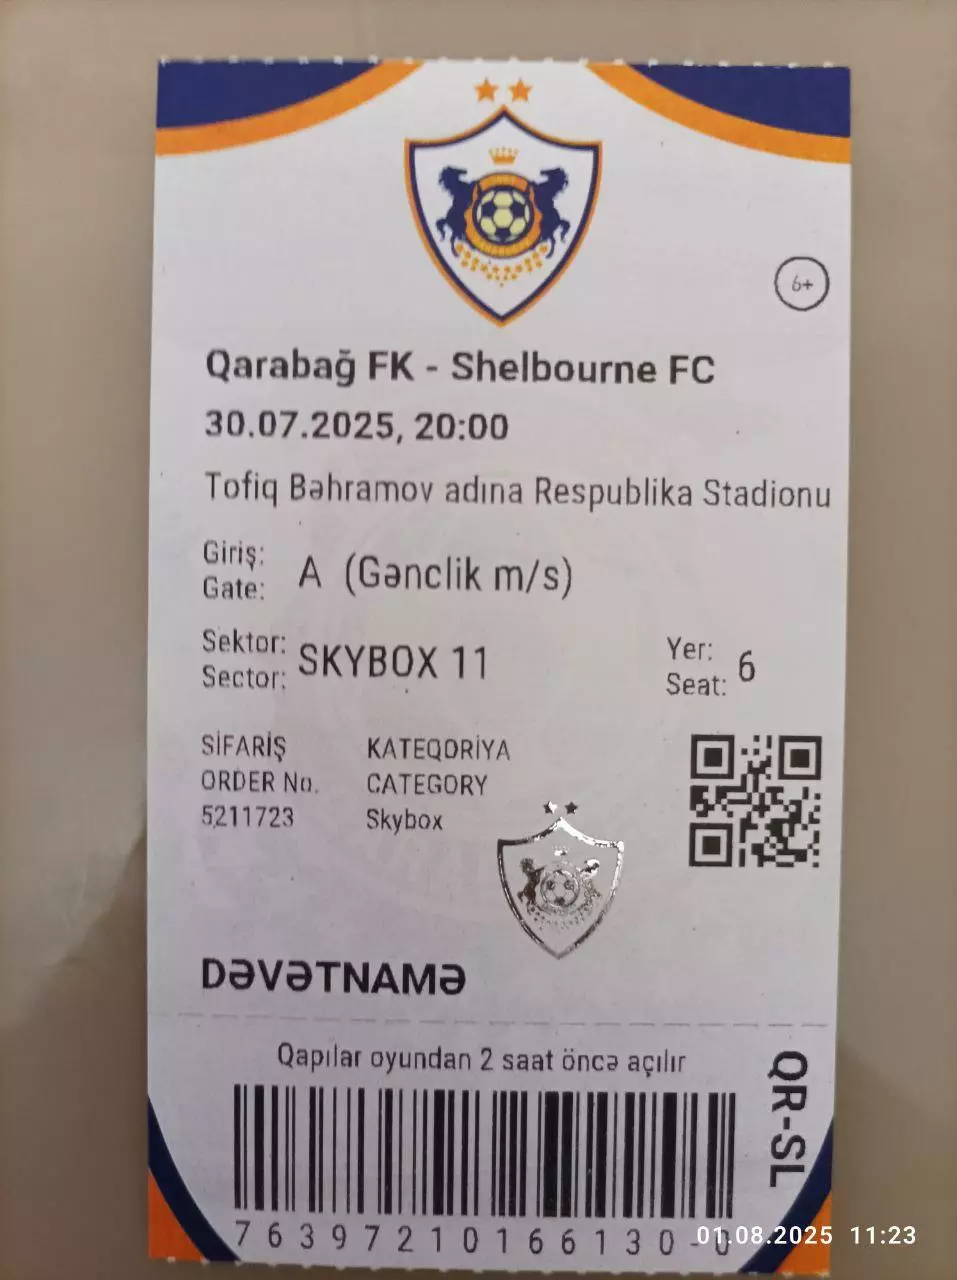 6+
Qarabağ FK - Shelbourne FC
30.07.2025, 20:00
Tofiq Bəhramov adına Respublika Stadionu
Giriş:
Gate:
A (Gənclik m/s)
Sektor:
Sector:
SKYBOX 11
Yer:
Seat:
6
SİFARİŞ
ORDER No.
5211723
KATEQORİYA
CATEGORY
Skybox
DƏVƏTNAMƏ
Qapılar oyundan 2 saat öncə açılır
QR-SL
76397210166130-0
01.08.2025 11:23